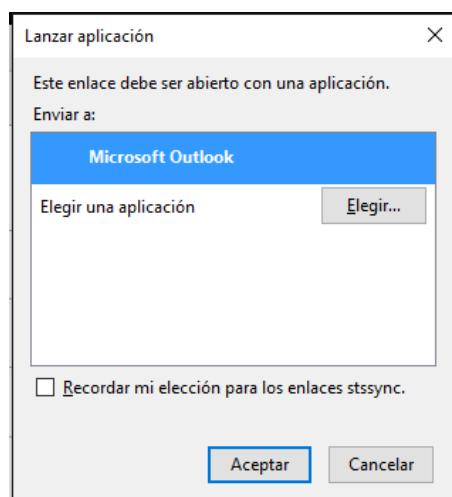 Lanzar aplicación
Este enlace debe ser abierto con una aplicación.
Enviar a:
Microsoft Outlook
Elegir una aplicación
Elegir...
Recordar mi elección para los enlaces stssync.
Aceptar
Cancelar